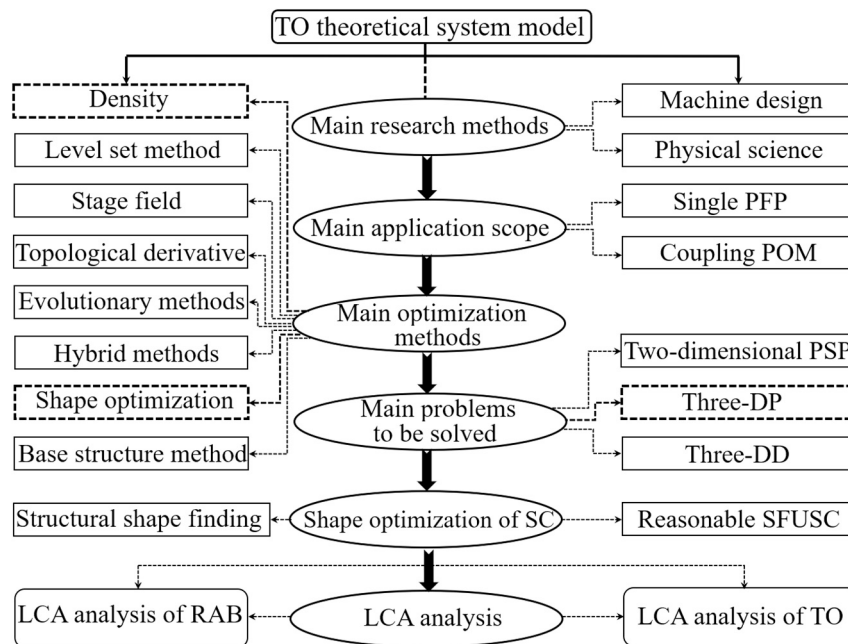 TO theoretical system model
Density
Machine design
Main research methods
Level set method
Physical science
Stage field
Single PFP
Main application scope
Topological derivative
Coupling POM
Evolutionary methods
Main optimization
methods
Hybrid methods
Two-dimensional PSP
Shape optimization
Three-DP
Main problems
to be solved
Base structure method
Three-DD
Structural shape finding
Shape optimization of SC
Reasonable SFUSC
LCA analysis of RAB
LCA analysis
LCA analysis of TO